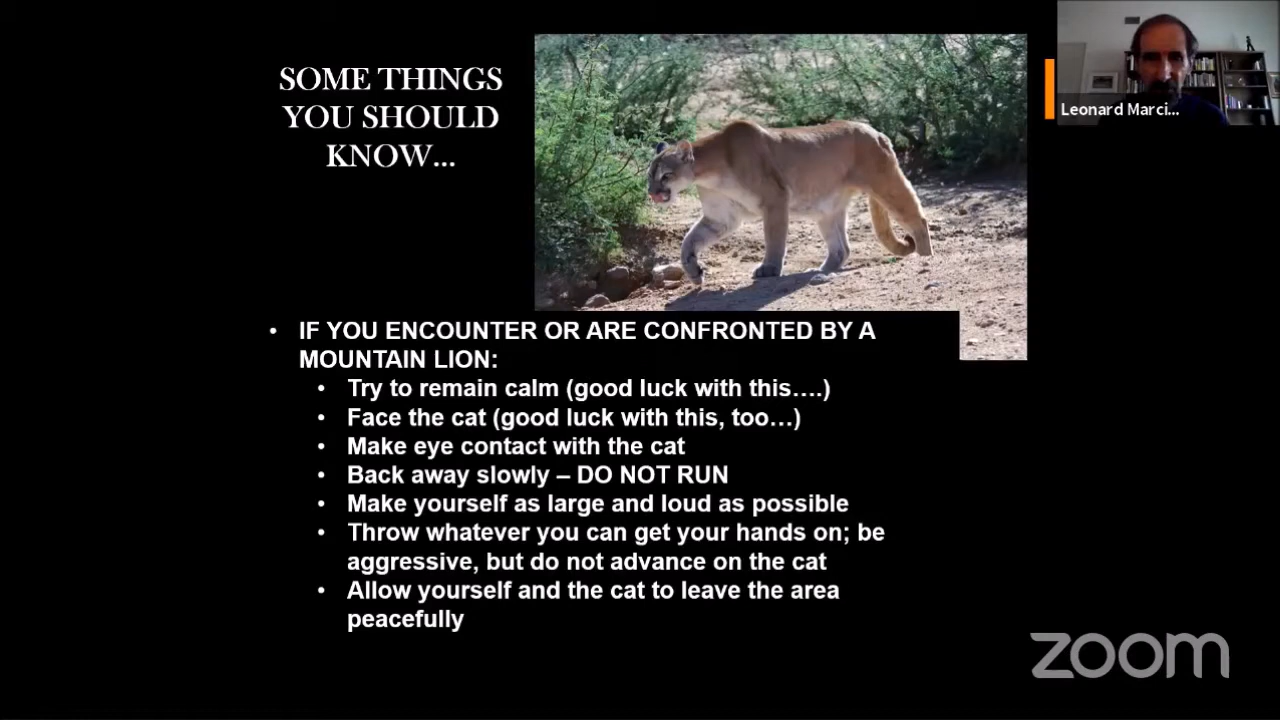 SOME THINGS
YOU SHOULD
KNOW...
Leonard Marci...
• IF YOU ENCOUNTER OR ARE CONFRONTED BY A
MOUNTAIN LION:
• Try to remain calm (good luck with this....)
• Face the cat (good luck with this, too...)
• Make eye contact with the cat
• Back away slowly – DO NOT RUN
• Make yourself as large and loud as possible
• Throw whatever you can get your hands on; be
aggressive, but do not advance on the cat
• Allow yourself and the cat to leave the area
peacefully
zoom